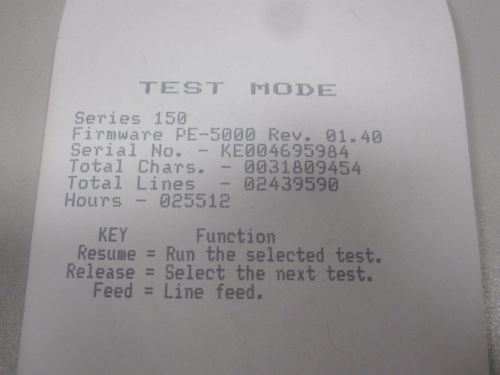 TEST MODE
Series 150
Firmware PE-5000 Rev. 01.40
Serial No. - KE004695984
Total Chars. - 0031809454
Total Lines - 02439590
Hours - 025512
KEY Function
Resume = Run the selected test.
Release = Select the next test.
Feed = Line feed.